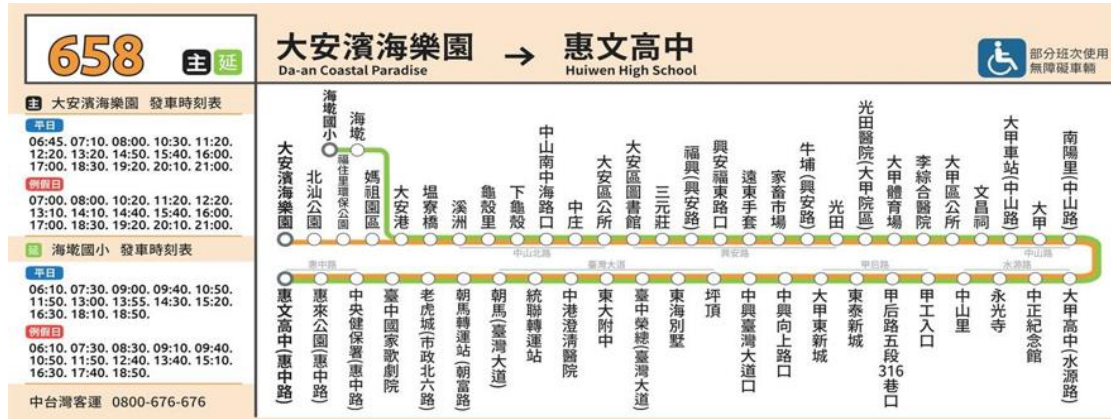 658 主 延
大安濱海樂園 → 惠文高中
Da-an Coastal Paradise Huiwen High School
部分班次使用
無障礙車輛
主 大安濱海樂園 發車時刻表
平日
06:45. 07:10. 08:00. 10:30. 11:20.
12:20. 13:20. 14:50. 15:40. 16:00.
17:00. 18:30. 19:20. 20:10. 21:00.
例假日
07:00. 08:00. 10:20. 11:20. 12:20.
13:10. 14:10. 14:40. 15:40. 16:00.
17:00. 18:30. 19:20. 20:10. 21:00.
延 海墘國小 發車時刻表
平日
06:10. 07:30. 09:00. 09:40. 10:50.
11:50. 13:00. 13:55. 14:30. 15:20.
16:30. 18:10. 18:50.
例假日
06:10. 07:30. 08:30. 09:10. 09:40.
10:50. 11:50. 12:40. 13:40. 15:10.
16:30. 17:40. 18:50.
中台灣客運 0800-676-676
大安濱海樂園
北汕公園
海墘國小
福住里環保公園
海墘
媽祖園區
大安港
塭寮橋
溪洲
龜殼里
下龜殼
中山南中海路口
中庄
大安區公所
大安區圖書館
三元莊
福興(興安路)
興安福東路口
遠東手套
家畜市場
牛埔(興安路)
光田
光田醫院(大甲院區)
大甲體育場
李綜合醫院
大甲區公所
文昌祠
大甲車站(中山路)
大甲
南陽里(中山路)
中山北路
興安路
中山路
惠中路
臺灣大道
甲后路
水源路
惠文高中(惠中路)
惠來公園(惠中路)
中央健保署(惠中路)
臺中國家歌劇院
老虎城(市政北六路)
朝馬轉運站(朝富路)
朝馬(臺灣大道)
統聯轉運站
中港澄清醫院
東大附中
臺中榮總(臺灣大道)
東海別墅
坪頂
中興臺灣大道口
中興向上路口
大甲東新城
東泰新城
甲后路五段316巷口
甲工入口
中山里
永光寺
中正紀念館
大甲高中(水源路)